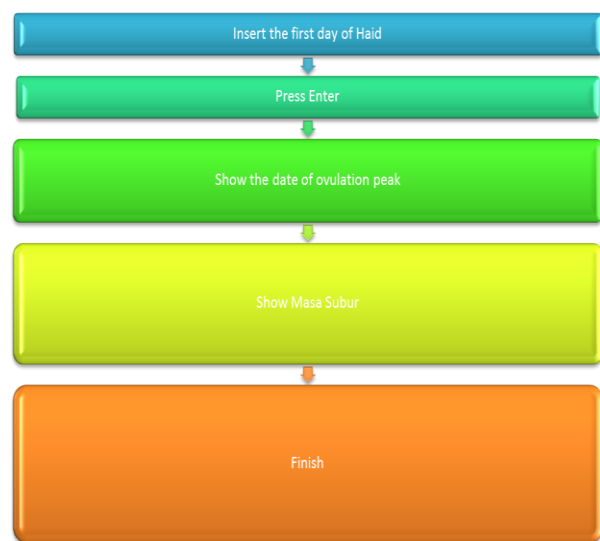 Insert the first day of Haid
Press Enter
Show the date of ovulation peak
Show Masa Subur
Finish